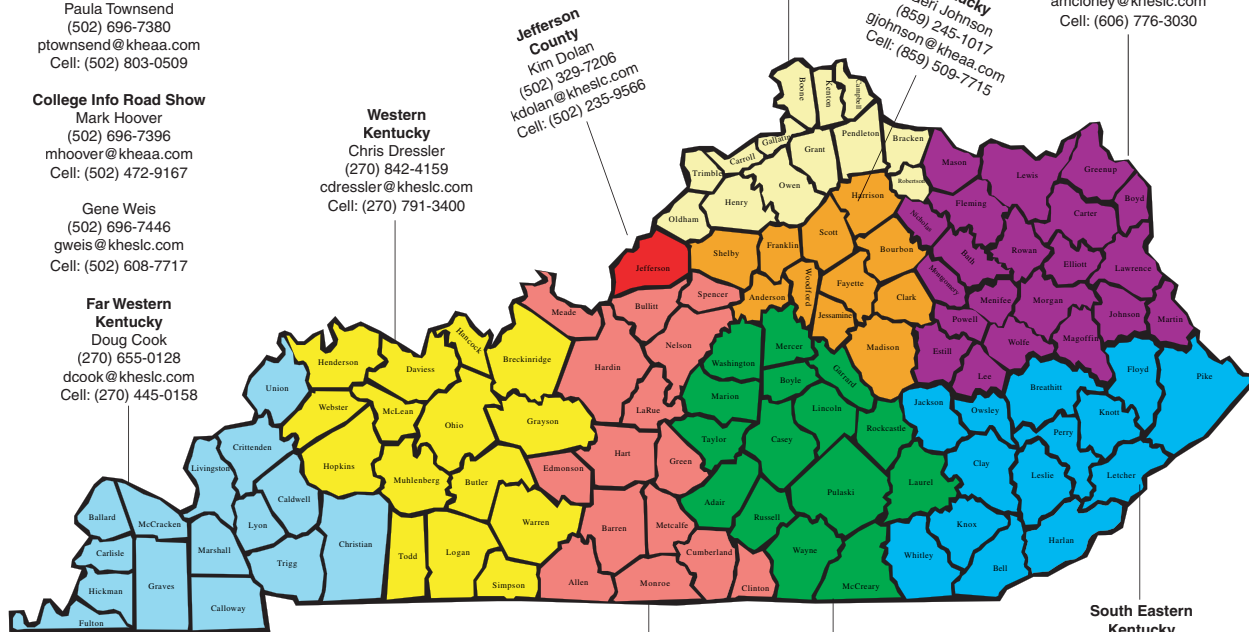 Paula Townsend
(502) 696-7380
ptownsend@kheaa.com
Cell: (502) 803-0509
College Info Road Show
Mark Hoover
(502) 696-7396
mhoover@kheaa.com
Cell: (502) 472-9167
Gene Weis
(502) 696-7446
gweis@kheslc.com
Cell: (502) 608-7717
Far Western
Kentucky
Doug Cook
(270) 655-0128
dcook@kheslc.com
Cell: (270) 445-0158
Western
Kentucky
Chris Dressler
(270) 842-4159
cdressler@kheslc.com
Cell: (270) 791-3400
Jefferson
County
Kim Dolan
(502) 329-7206
kdolan@kheslc.com
Cell: (502) 235-9566
Johnson
(859) 245-1017
gjohnson@kheaa.com
Cell: (859) 509-7715
amcloney@kheslc.com
Cell: (606) 776-3030
Boone
Kenton
Campbell
Gallatin
Grant
Pendleton
Bracken
Carroll
Trimble
Owen
Robertson
Henry
Oldham
Mason
Lewis
Greenup
Boyd
Fleming
Carter
Nicholas
Bath
Rowan
Elliott
Lawrence
Montgomery
Menifee
Morgan
Johnson
Martin
Powell
Wolfe
Magoffin
Estill
Lee
Harrison
Scott
Shelby
Franklin
Bourbon
Woodford
Fayette
Anderson
Clark
Jessamine
Madison
Jefferson
Meade
Bullitt
Spencer
Nelson
Hardin
LaRue
Hart
Green
Edmonson
Barren
Metcalfe
Cumberland
Allen
Monroe
Clinton
Washington
Mercer
Garrard
Boyle
Marion
Lincoln
Rockcastle
Taylor
Casey
Adair
Pulaski
Laurel
Russell
Wayne
McCreary
Floyd
Pike
Breathitt
Jackson
Owsley
Knott
Perry
Clay
Leslie
Letcher
Knox
Harlan
Whitley
Bell
Hancock
Henderson
Daviess
Breckinridge
Webster
McLean
Ohio
Grayson
Hopkins
Muhlenberg
Butler
Warren
Todd
Logan
Simpson
Union
Crittenden
Livingston
Caldwell
Lyon
Ballard
McCracken
Carlisle
Marshall
Christian
Trigg
Graves
Hickman
Calloway
Fulton
South Eastern
Kentucky